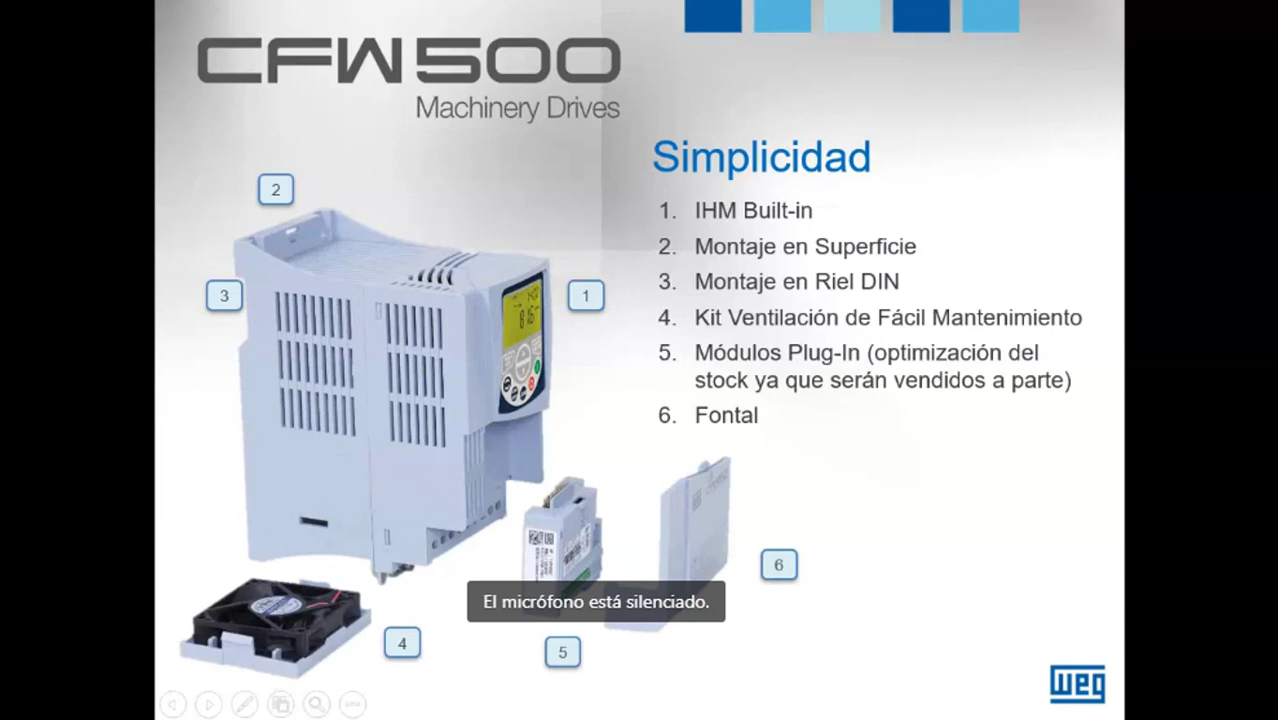 CFW500
Machinery Drives
Simplicidad
1. IHM Built-in
2. Montaje en Superficie
3. Montaje en Riel DIN
4. Kit Ventilación de Fácil Mantenimiento
5. Módulos Plug-In (optimización del
stock ya que serán vendidos a parte)
6. Fontal
2
3
1
6
El micrófono está silenciado.
4
5
weg